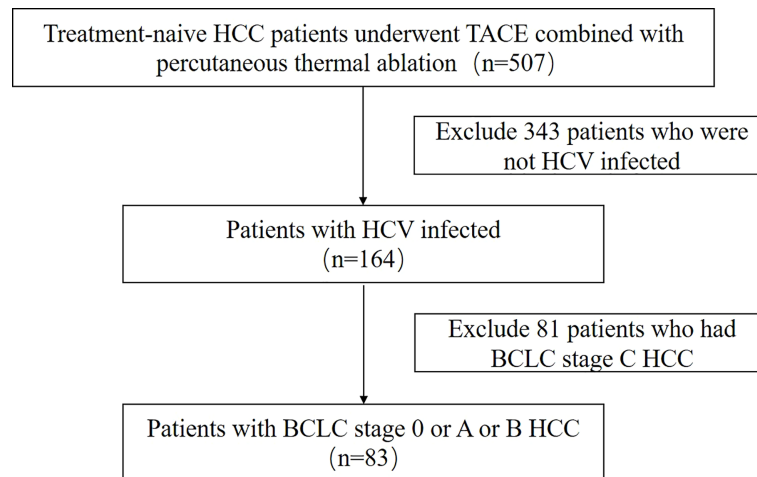 Treatment-naive HCC patients underwent TACE combined with
percutaneous thermal ablation（n=507）
Exclude 343 patients who were
not HCV infected
Patients with HCV infected
（n=164）
Exclude 81 patients who had
BCLC stage C HCC
Patients with BCLC stage 0 or A or B HCC
（n=83）